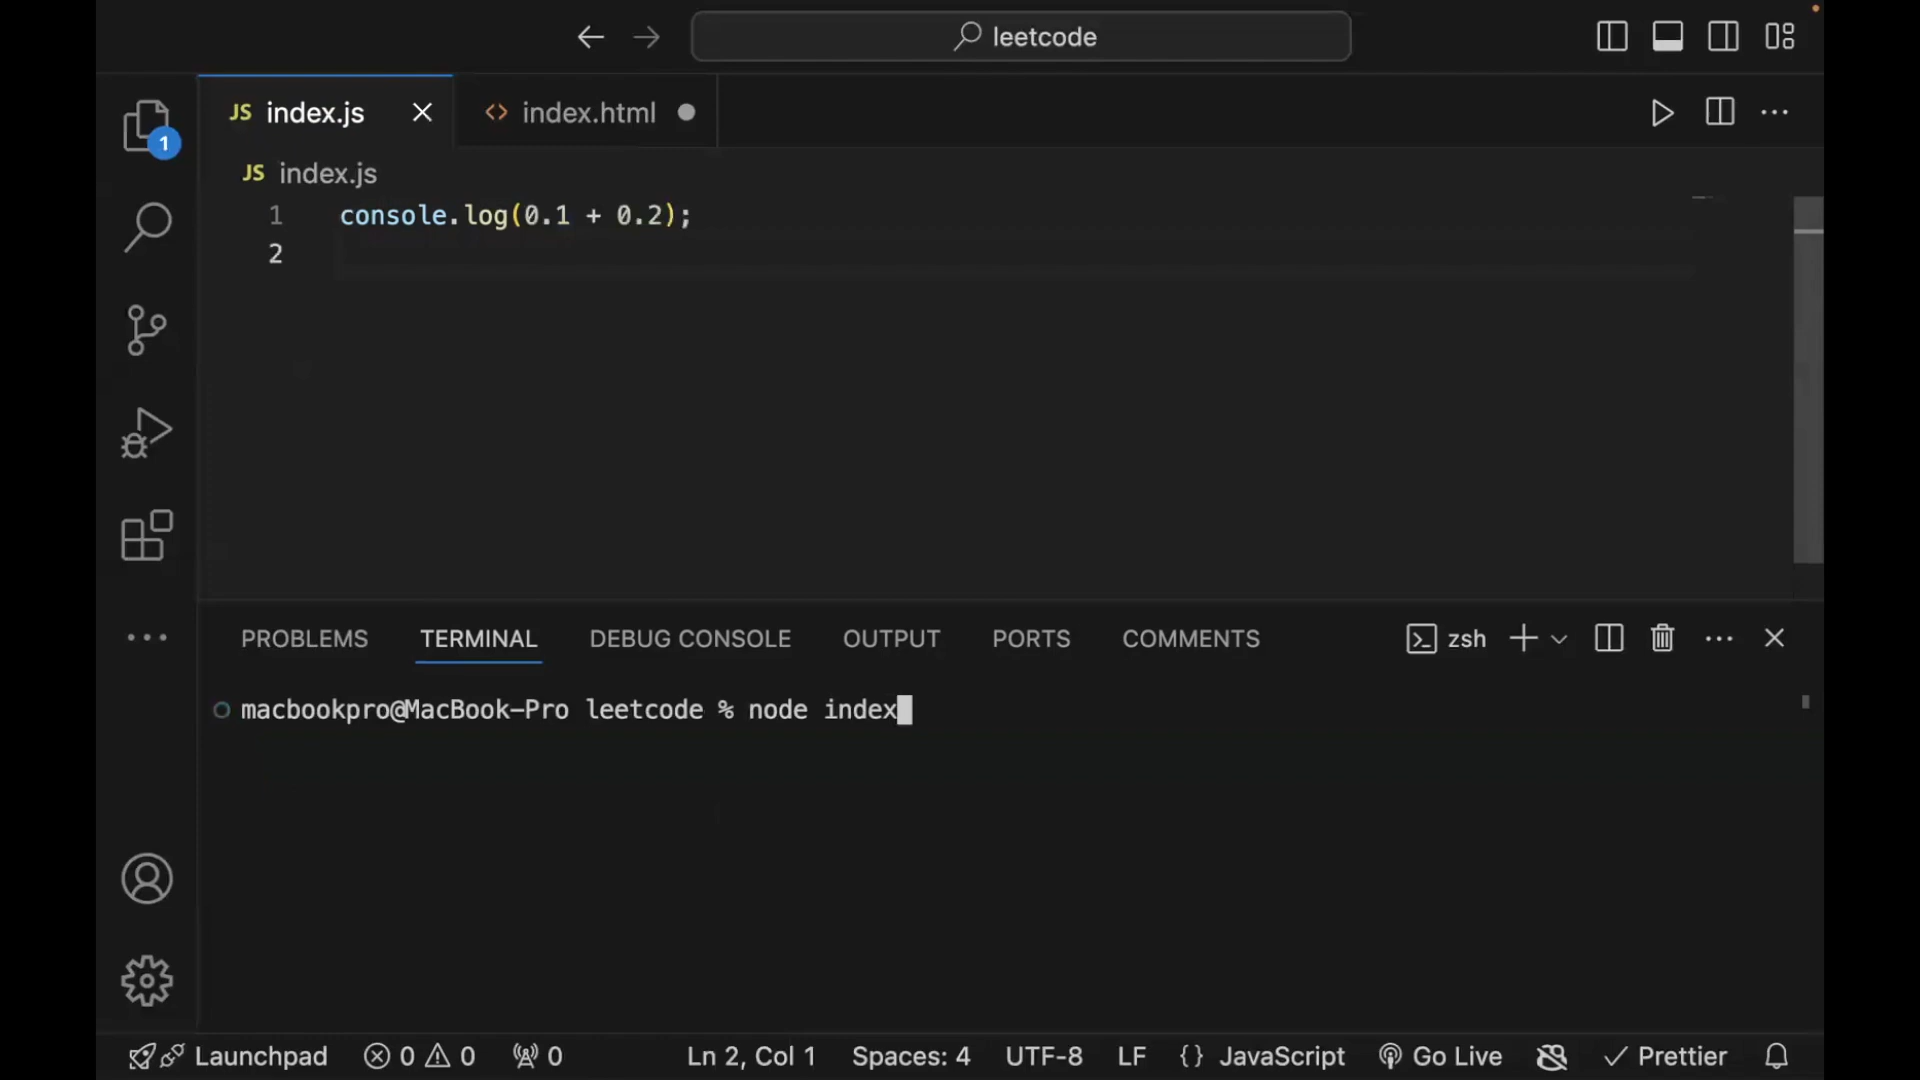 leetcode
JS index.js
index.html
JS index.js
1 console.log(0.1 + 0.2);
2
1
PROBLEMS TERMINAL DEBUG CONSOLE OUTPUT PORTS COMMENTS zsh
macbookpro@MacBook-Pro leetcode % node index
Launchpad 0 0 0 Ln 2, Col 1 Spaces: 4 UTF-8 LF {} JavaScript Go Live Prettier